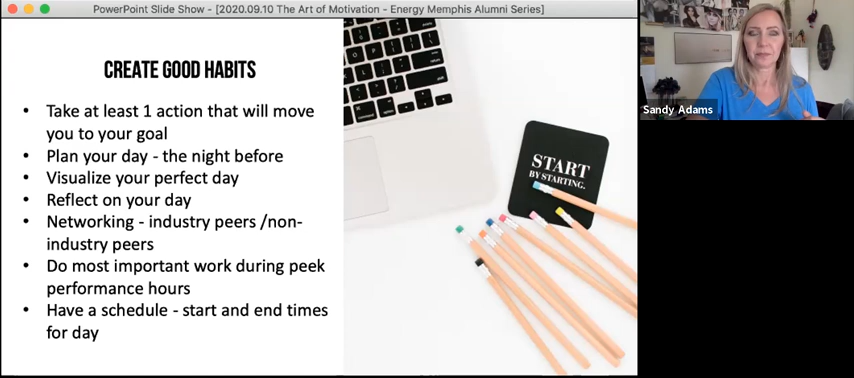 PowerPoint Slide Show - [2020.09.10 The Art of Motivation - Energy Memphis Alumni Series]
CREATE GOOD HABITS
• Take at least 1 action that will move
you to your goal
• Plan your day - the night before
• Visualize your perfect day
• Reflect on your day
• Networking - industry peers /non-
industry peers
• Do most important work during peek
performance hours
• Have a schedule - start and end times
for day
START
BY STARTING.
Sandy Adams